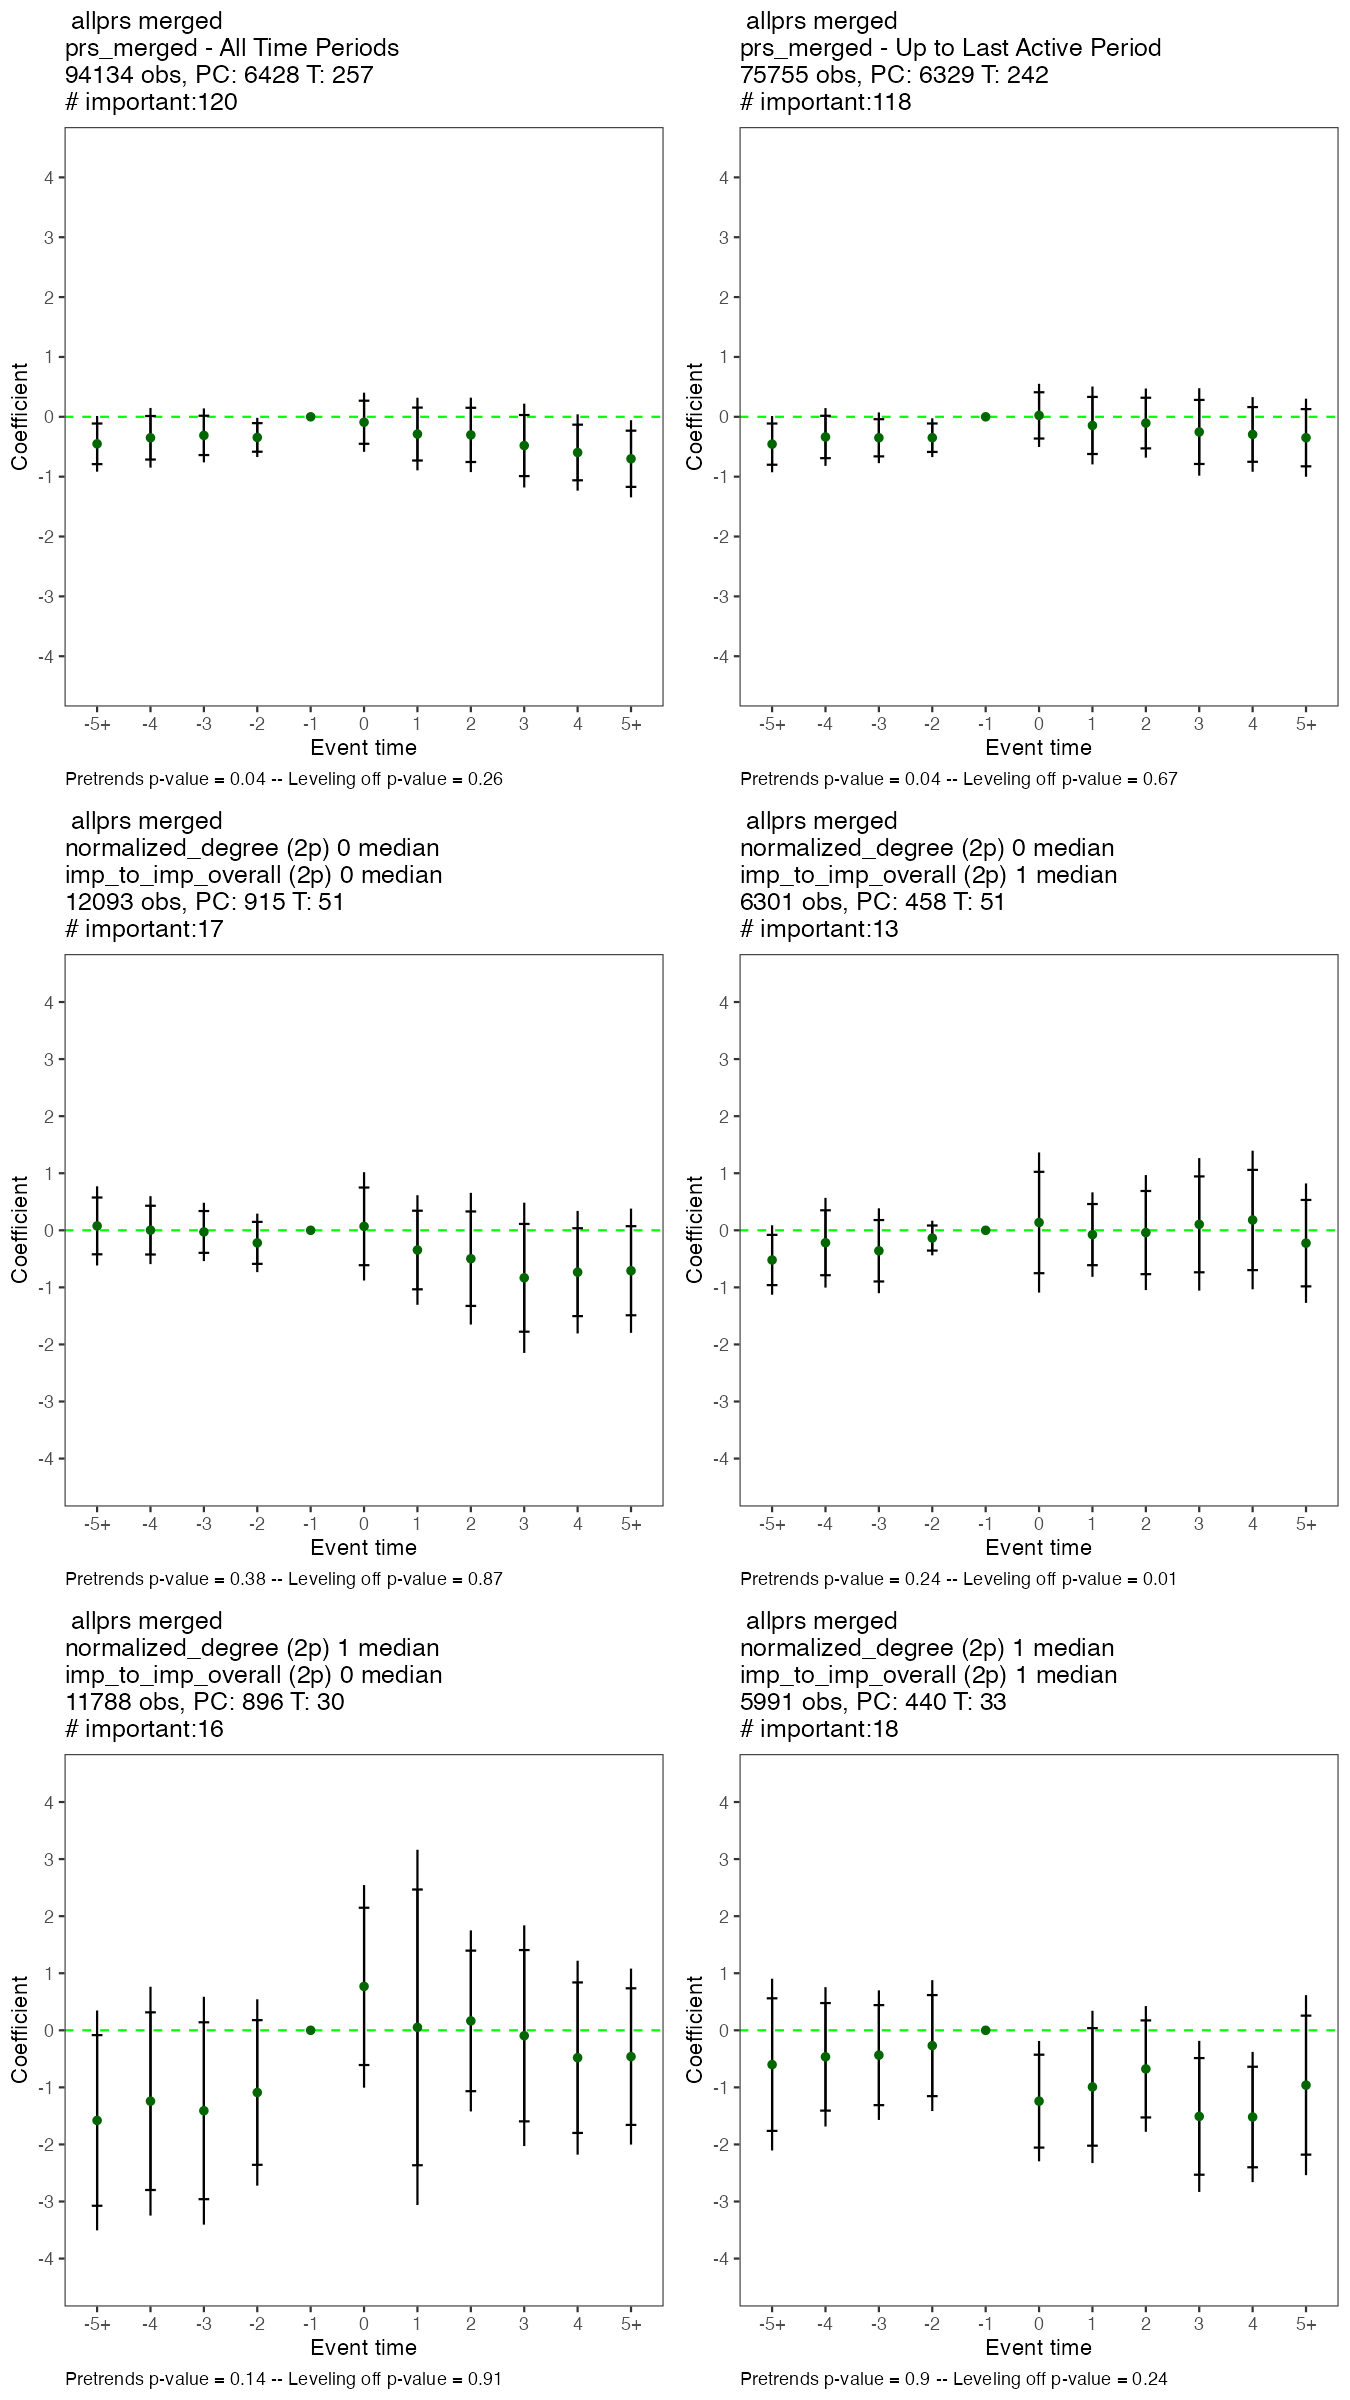 allprs merged
prs_merged - All Time Periods
94134 obs, PC: 6428 T: 257
# important:120
Coefficient
4
3
2
1
0
-1
-2
-3
-4
-5+ -4 -3 -2 -1 0 1 2 3 4 5+
Event time
Pretrends p-value = 0.04 -- Leveling off p-value = 0.26
allprs merged
prs_merged - Up to Last Active Period
75755 obs, PC: 6329 T: 242
# important:118
Coefficient
4
3
2
1
0
-1
-2
-3
-4
-5+ -4 -3 -2 -1 0 1 2 3 4 5+
Event time
Pretrends p-value = 0.04 -- Leveling off p-value = 0.67
allprs merged
normalized_degree (2p) 0 median
imp_to_imp_overall (2p) 0 median
12093 obs, PC: 915 T: 51
# important:17
Coefficient
4
3
2
1
0
-1
-2
-3
-4
-5+ -4 -3 -2 -1 0 1 2 3 4 5+
Event time
Pretrends p-value = 0.38 -- Leveling off p-value = 0.87
allprs merged
normalized_degree (2p) 0 median
imp_to_imp_overall (2p) 1 median
6301 obs, PC: 458 T: 51
# important:13
Coefficient
4
3
2
1
0
-1
-2
-3
-4
-5+ -4 -3 -2 -1 0 1 2 3 4 5+
Event time
Pretrends p-value = 0.24 -- Leveling off p-value = 0.01
allprs merged
normalized_degree (2p) 1 median
imp_to_imp_overall (2p) 0 median
11788 obs, PC: 896 T: 30
# important:16
Coefficient
4
3
2
1
0
-1
-2
-3
-4
-5+ -4 -3 -2 -1 0 1 2 3 4 5+
Event time
Pretrends p-value = 0.14 -- Leveling off p-value = 0.91
allprs merged
normalized_degree (2p) 1 median
imp_to_imp_overall (2p) 1 median
5991 obs, PC: 440 T: 33
# important:18
Coefficient
4
3
2
1
0
-1
-2
-3
-4
-5+ -4 -3 -2 -1 0 1 2 3 4 5+
Event time
Pretrends p-value = 0.9 -- Leveling off p-value = 0.24